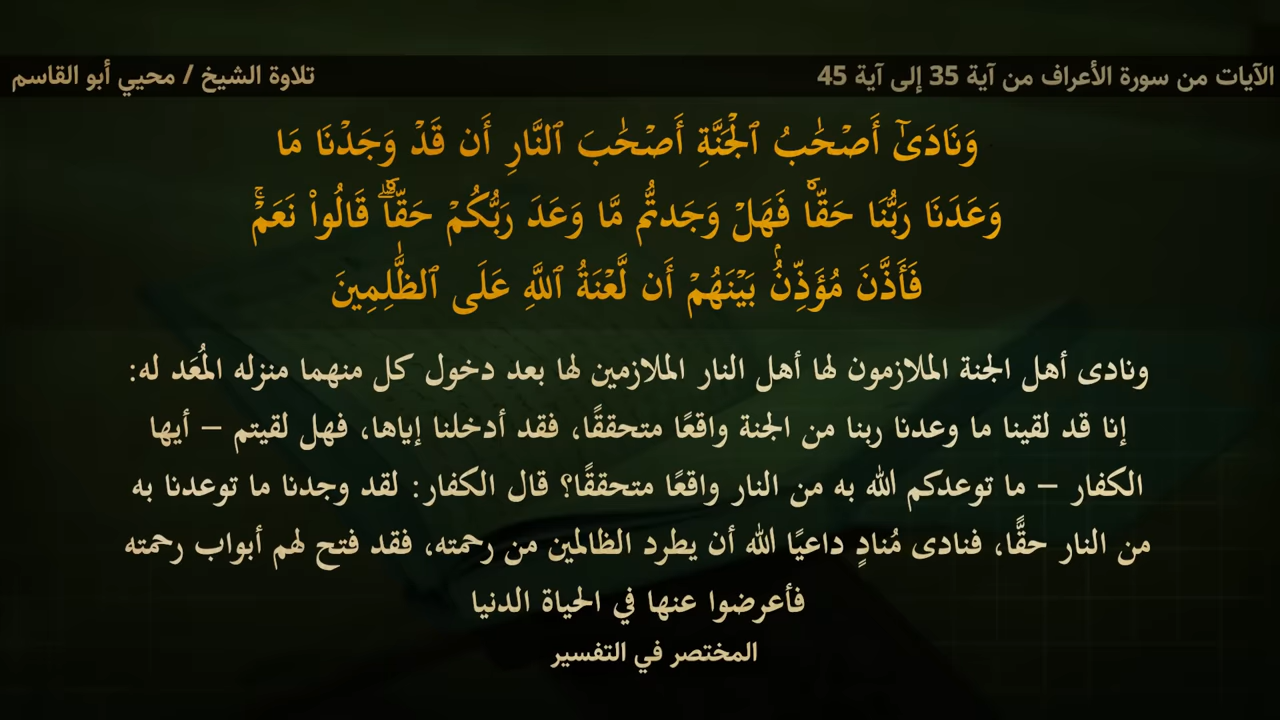 الآيات من سورة الأعراف من آية 35 إلى آية 45
تلاوة الشيخ / محيي أبو القاسم
وَنَادَىٰٓ أَصۡحَٰبُ ٱلۡجَنَّةِ أَصۡحَٰبَ ٱلنَّارِ أَن قَدۡ وَجَدۡنَا مَا
وَعَدَنَا رَبُّنَا حَقّٗا فَهَلۡ وَجَدتُّم مَّا وَعَدَ رَبُّكُمۡ حَقّٗاۖ قَالُواْ نَعَمۡۚ
فَأَذَّنَ مُؤَذِّنُۢ بَيۡنَهُمۡ أَن لَّعۡنَةُ ٱللَّهِ عَلَى ٱلظَّٰلِمِينَ
ونادى أهل الجنة الملازمون لها أهل النار الملازمين لها بعد دخول كل منهما منزله المُعَد له:
إنا قد لقينا ما وعدنا ربنا من الجنة واقعًا متحققًا، فقد أدخلنا إياها، فهل لقيتم – أيها
الكفار – ما توعدكم الله به من النار واقعًا متحققًا؟ قال الكفار: لقد وجدنا ما توعدنا به
من النار حقًّا، فنادى مُنادٍ داعيًا الله أن يطرد الظالمين من رحمته، فقد فتح لهم أبواب رحمته
فأعرضوا عنها في الحياة الدنيا
المختصر في التفسير